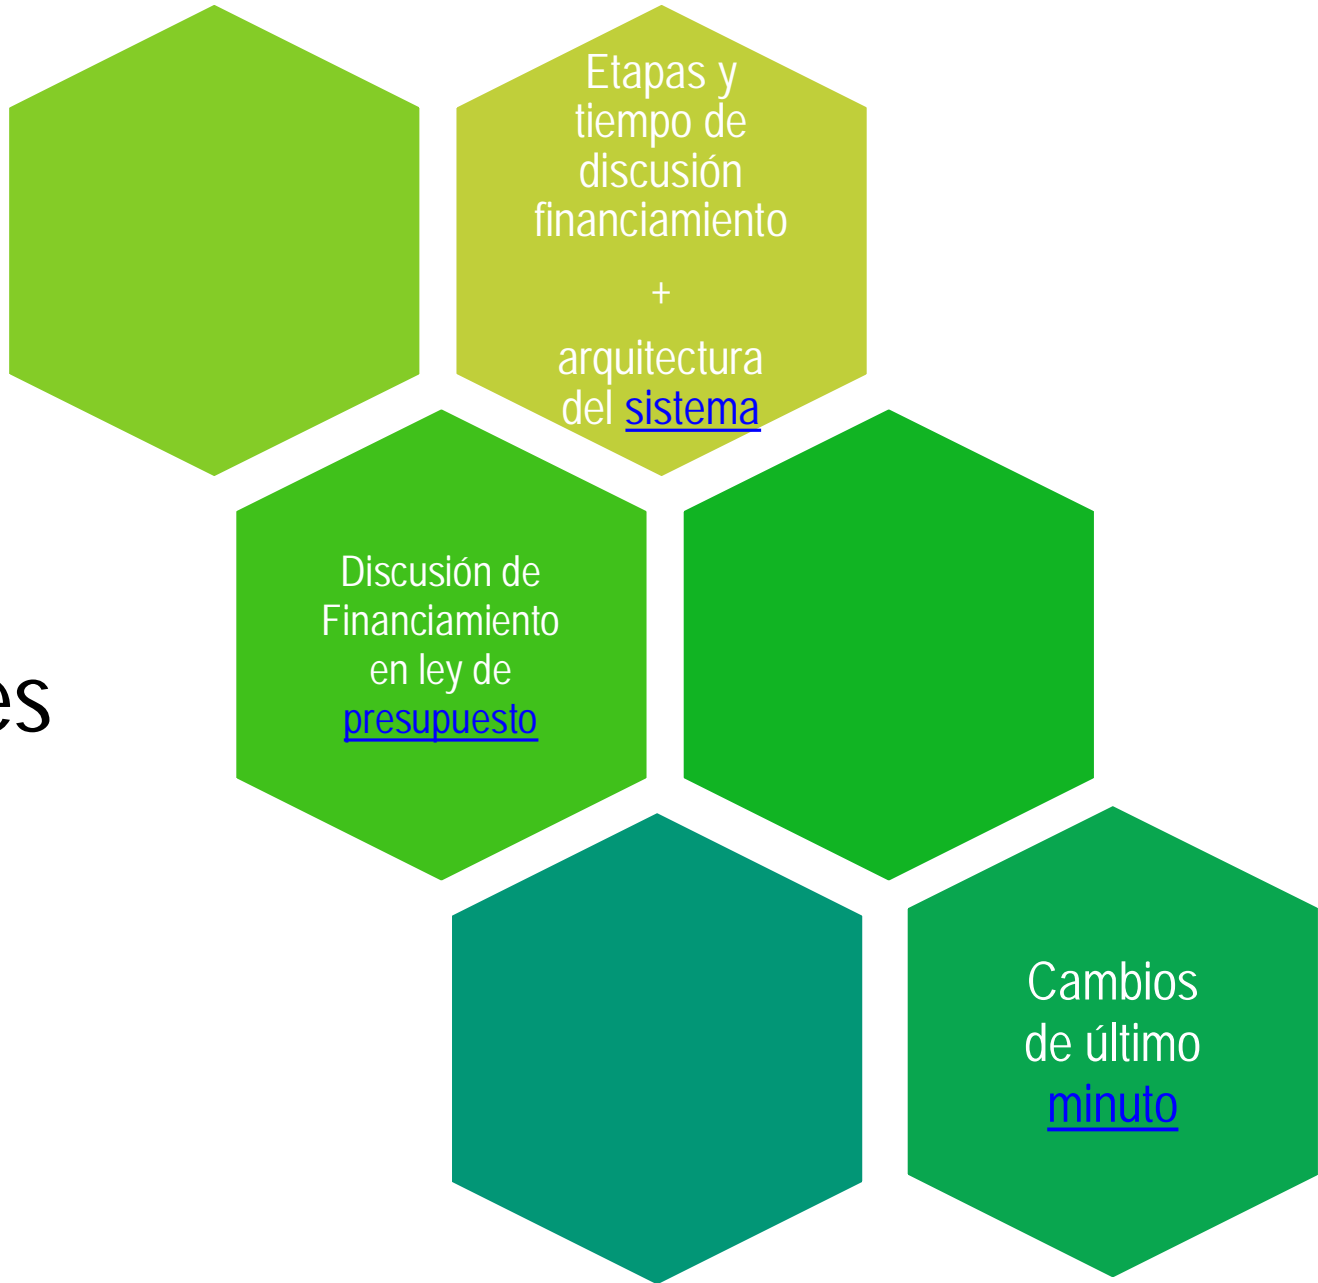 Etapas y
tiempo de
discusión
financiamiento
+
arquitectura
del sistema
Discusión de
Financiamiento
en ley de
presupuesto
es
Cambios
de último
minuto